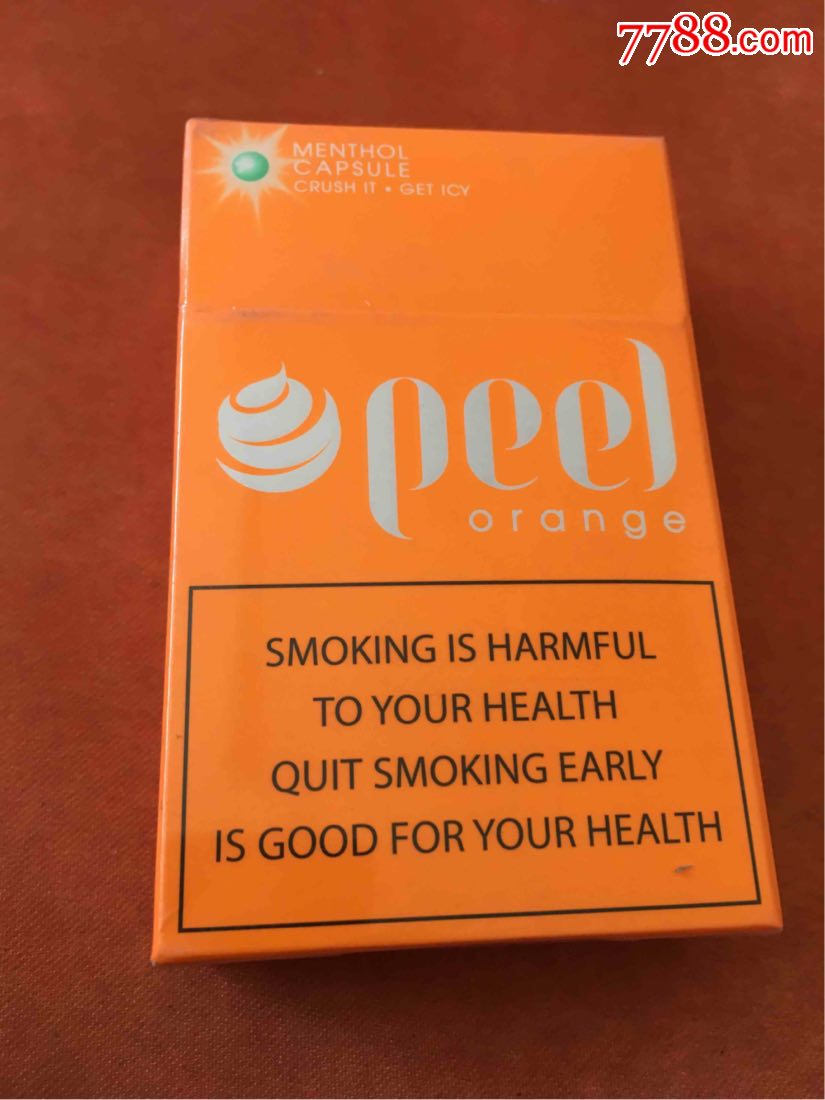 7788.com
MENTHOL
CAPSULE
CRUSH IT • GET ICY
peel
orange
SMOKING IS HARMFUL
TO YOUR HEALTH
QUIT SMOKING EARLY
IS GOOD FOR YOUR HEALTH